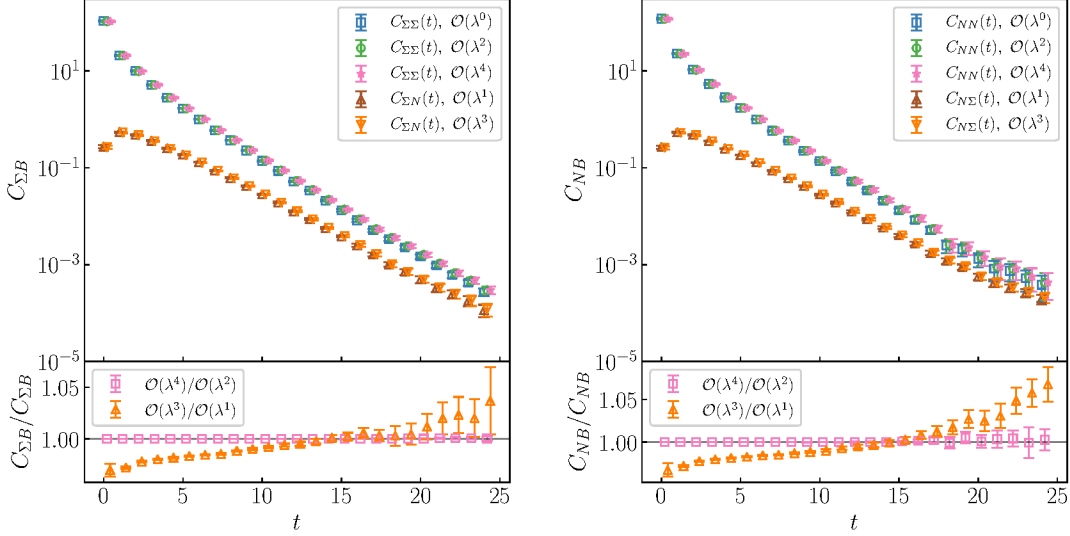 C_{ΣB}
10^1
10^{-1}
10^{-3}
10^{-5}
C_{ΣΣ}(t), 𝒪(λ^0)
C_{ΣΣ}(t), 𝒪(λ^2)
C_{ΣΣ}(t), 𝒪(λ^4)
C_{ΣN}(t), 𝒪(λ^1)
C_{ΣN}(t), 𝒪(λ^3)
C_{ΣB}/C_{ΣB}
1.05
1.00
𝒪(λ^4)/𝒪(λ^2)
𝒪(λ^3)/𝒪(λ^1)
0 5 10 15 20 25
t
C_{NB}
10^1
10^{-1}
10^{-3}
10^{-5}
C_{NN}(t), 𝒪(λ^0)
C_{NN}(t), 𝒪(λ^2)
C_{NN}(t), 𝒪(λ^4)
C_{NΣ}(t), 𝒪(λ^1)
C_{NΣ}(t), 𝒪(λ^3)
C_{NB}/C_{NB}
1.05
1.00
𝒪(λ^4)/𝒪(λ^2)
𝒪(λ^3)/𝒪(λ^1)
0 5 10 15 20 25
t